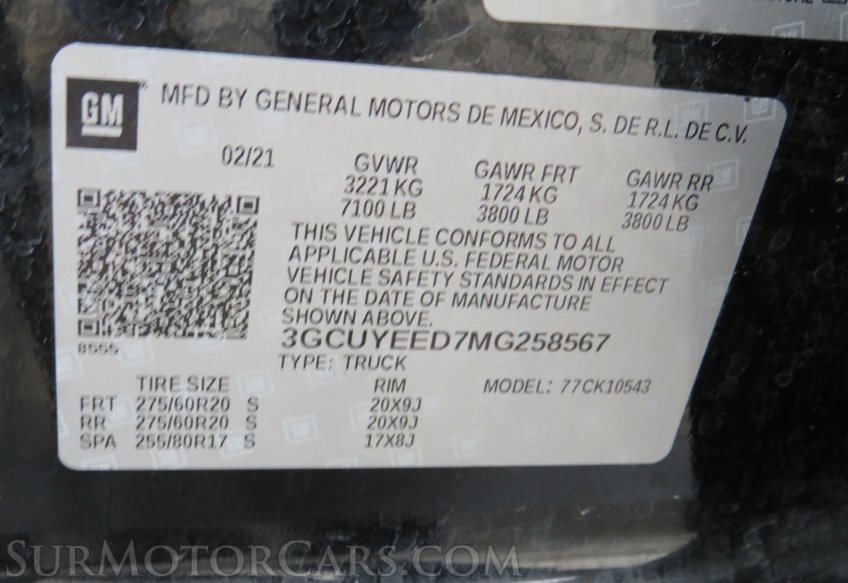 GM
MFD BY GENERAL MOTORS DE MEXICO, S. DE R.L. DE C.V.
02/21 GVWR GAWR FRT GAWR RR
3221 KG 1724 KG 1724 KG
7100 LB 3800 LB 3800 LB
THIS VEHICLE CONFORMS TO ALL
APPLICABLE U.S. FEDERAL MOTOR
VEHICLE SAFETY STANDARDS IN EFFECT
ON THE DATE OF MANUFACTURE
SHOWN ABOVE.
8555
3GCUYEED7MG258567
TYPE: TRUCK
TIRE SIZE RIM MODEL: 77CK10543
FRT 275/60R20 S 20X9J
RR 275/60R20 S 20X9J
SPA 255/80R17 S 17X8J
SURMOTORCARS.COM